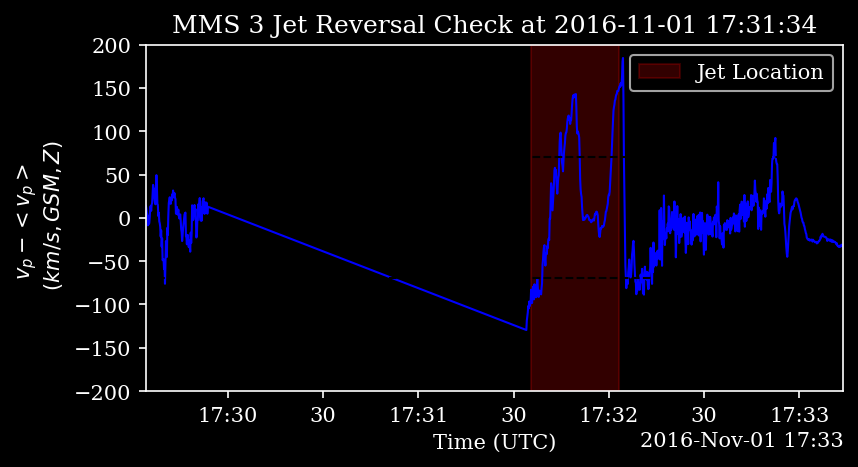 MMS 3 Jet Reversal Check at 2016-11-01 17:31:34
v_p − <v_p>
(km/s, GSM, Z)
200
150
100
50
0
−50
−100
−150
−200
Jet Location
17:30
30
17:31
30
17:32
30
17:33
Time (UTC)
2016-Nov-01 17:33